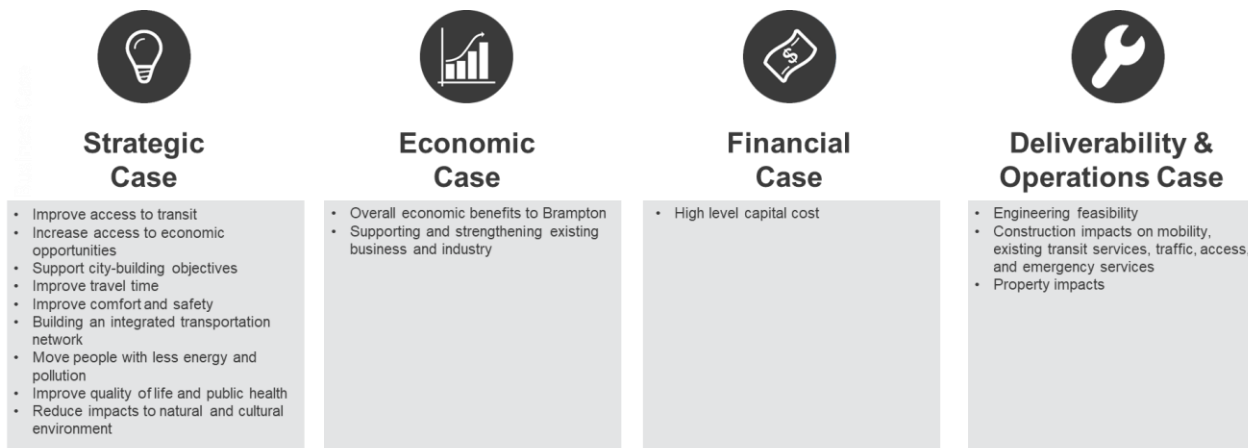 Strategic
Case
• Improve access to transit
• Increase access to economic
opportunities
• Support city-building objectives
• Improve travel time
• Improve comfort and safety
• Building an integrated transportation
network
• Move people with less energy and
pollution
• Improve quality of life and public health
• Reduce impacts to natural and cultural
environment
Economic
Case
• Overall economic benefits to Brampton
• Supporting and strengthening existing
business and industry
$
Financial
Case
• High level capital cost
Deliverability &
Operations Case
• Engineering feasibility
• Construction impacts on mobility,
existing transit services, traffic, access,
and emergency services
• Property impacts